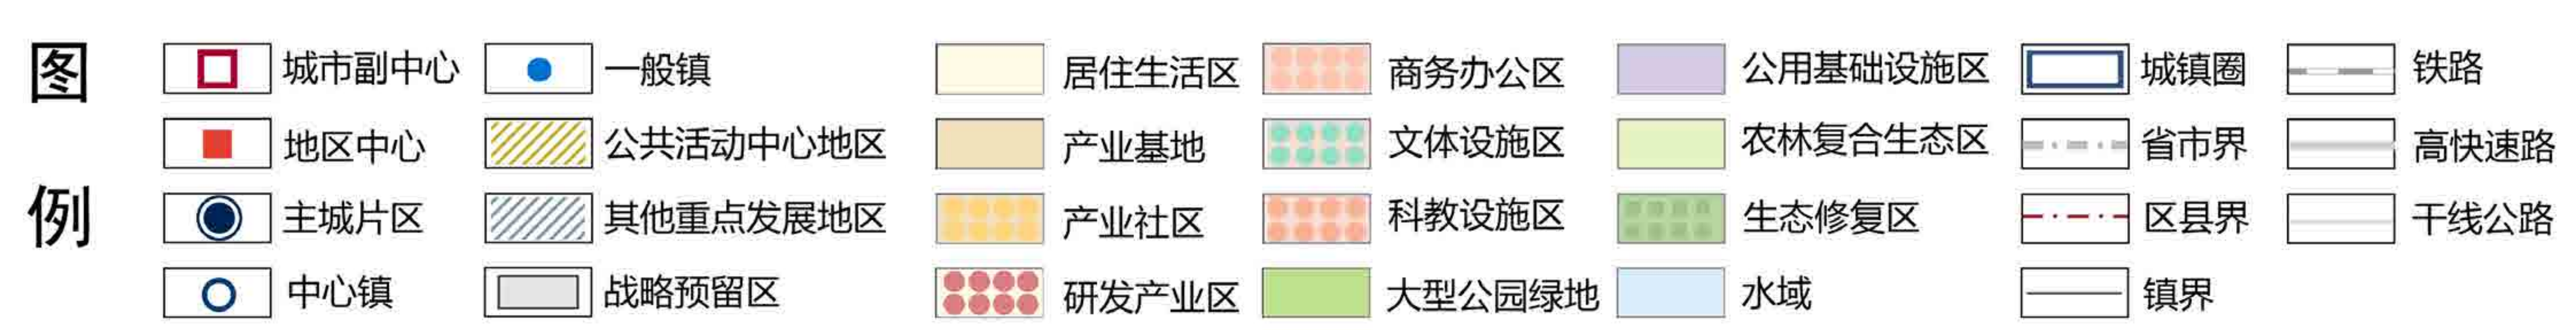 图例
城市副中心 一般镇 居住生活区 商务办公区 公用基础设施区 城镇圈 铁路
地区中心 公共活动中心地区 产业基地 文体设施区 农林复合生态区 省市界 高快速路
主城片区 其他重点发展地区 产业社区 科教设施区 生态修复区 区县界 干线公路
中心镇 战略预留区 研发产业区 大型公园绿地 水域 镇界